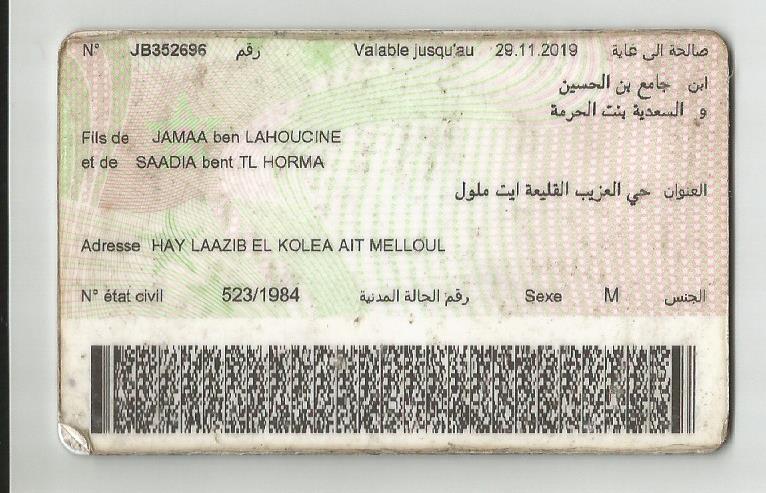 N° JB352696 رقم Valable jusqu'au 29.11.2019 صالحة الى غاية
ابن جامع بن الحسين
و السعدية بنت الحرمة
Fils de JAMAA ben LAHOUCINE
et de SAADIA bent TL HORMA
العنوان حي العزيب القليعة ايت ملول
Adresse HAY LAAZIB EL KOLEA AIT MELLOUL
N° état civil 523/1984 رقم الحالة المدنية Sexe M الجنس